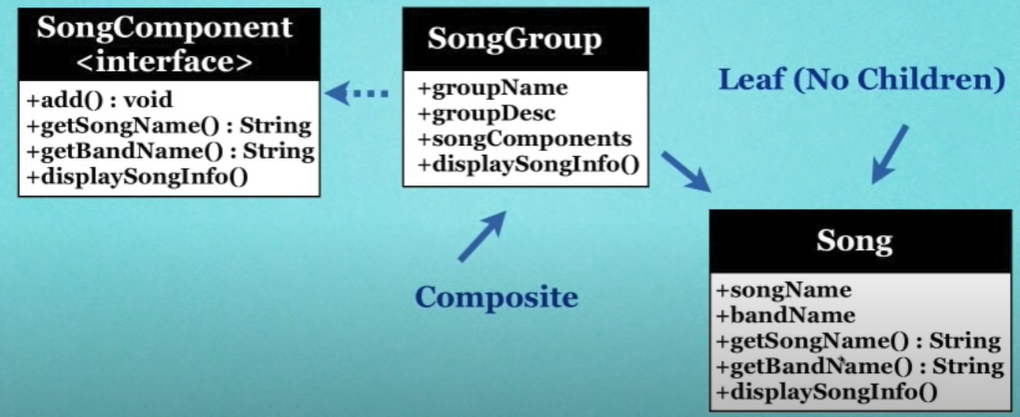 SongComponent
<interface>
+add() : void
+getSongName() : String
+getBandName() : String
+displaySongInfo()
SongGroup
+groupName
+groupDesc
+songComponents
+displaySongInfo()
Composite
Leaf (No Children)
Song
+songName
+bandName
+getSongName() : String
+getBandName() : String
+displaySongInfo()